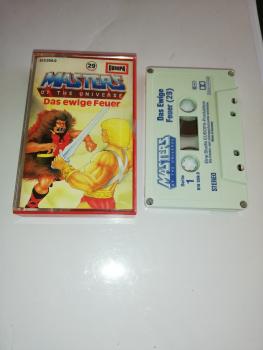 29
EUROPA
MASTERS
OF THE UNIVERSE
Das ewige Feuer
Das Ewige
Feuer (29)
Seite
1
STEREO
MASTERS
OF THE UNIVERSE